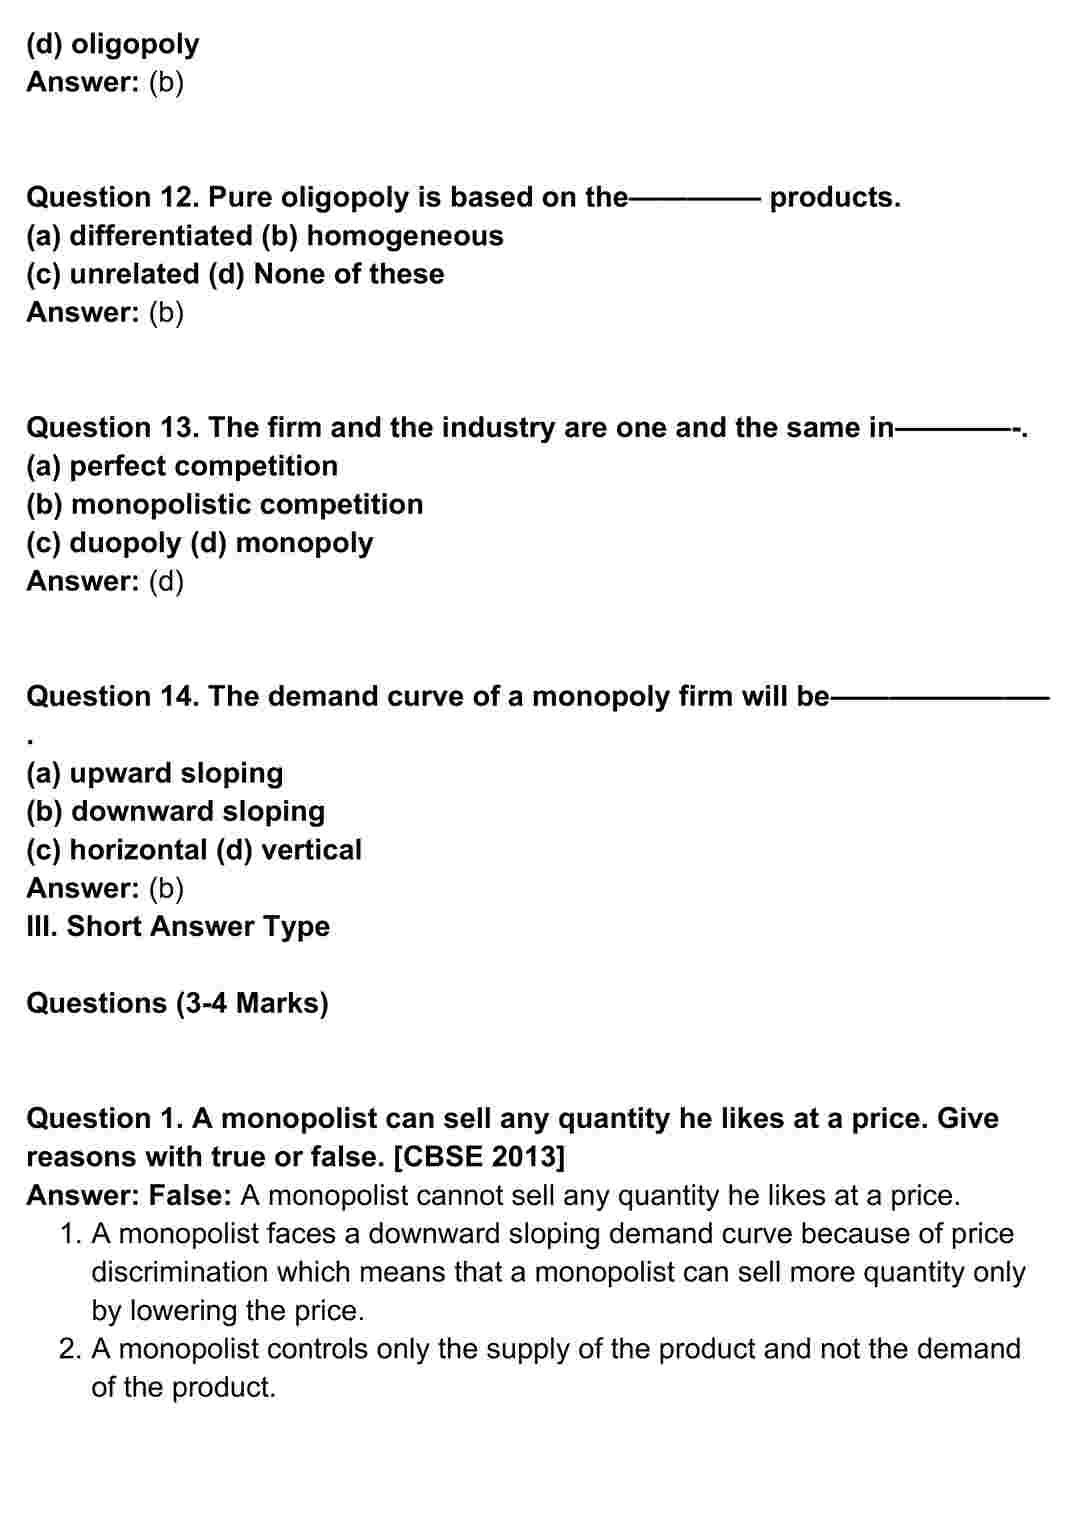 (d) oligopoly
Answer: (b)
Question 12. Pure oligopoly is based on the———— products.
(a) differentiated (b) homogeneous
(c) unrelated (d) None of these
Answer: (b)
Question 13. The firm and the industry are one and the same in————-.
(a) perfect competition
(b) monopolistic competition
(c) duopoly (d) monopoly
Answer: (d)
Question 14. The demand curve of a monopoly firm will be———————
.
(a) upward sloping
(b) downward sloping
(c) horizontal (d) vertical
Answer: (b)
III. Short Answer Type
Questions (3-4 Marks)
Question 1. A monopolist can sell any quantity he likes at a price. Give
reasons with true or false. [CBSE 2013]
Answer: False: A monopolist cannot sell any quantity he likes at a price.
1. A monopolist faces a downward sloping demand curve because of price
discrimination which means that a monopolist can sell more quantity only
by lowering the price.
2. A monopolist controls only the supply of the product and not the demand
of the product.